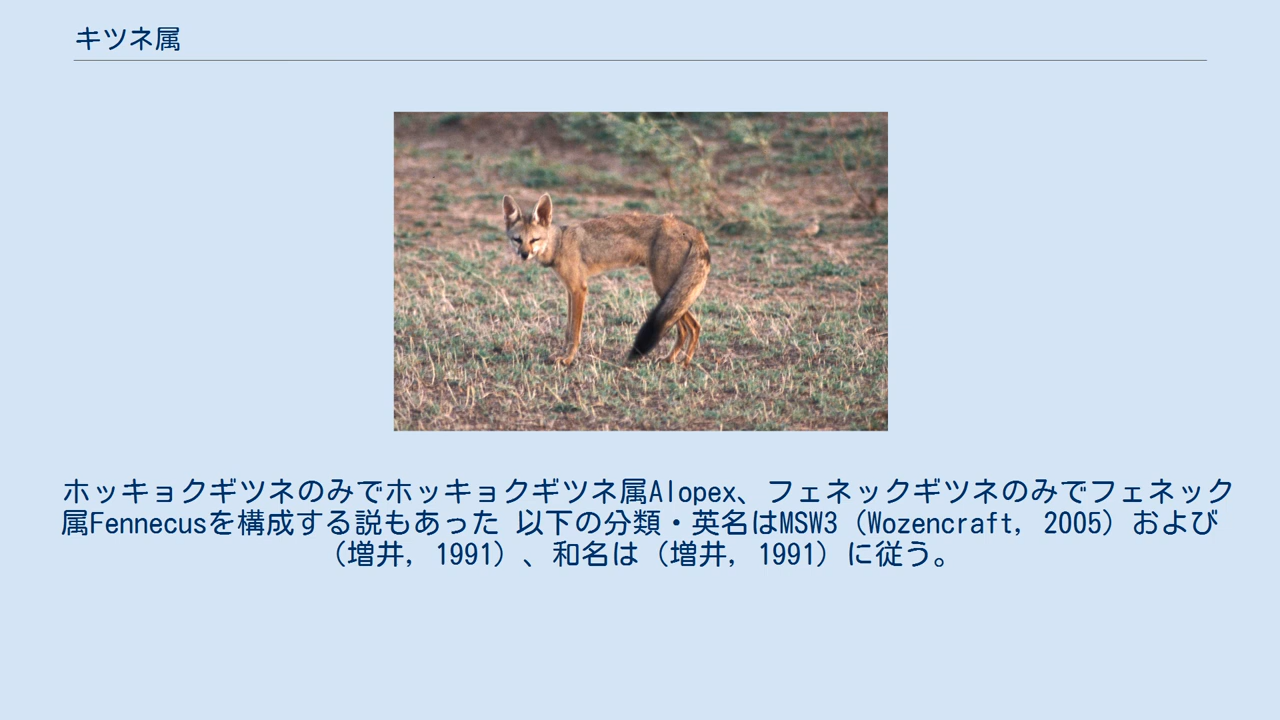 キツネ属
ホッキョクギツネのみでホッキョクギツネ属Alopex、フェネックギツネのみでフェネック
属Fennecusを構成する説もあった 以下の分類・英名はMSW3（Wozencraft, 2005）および
（増井, 1991）、和名は（増井, 1991）に従う。